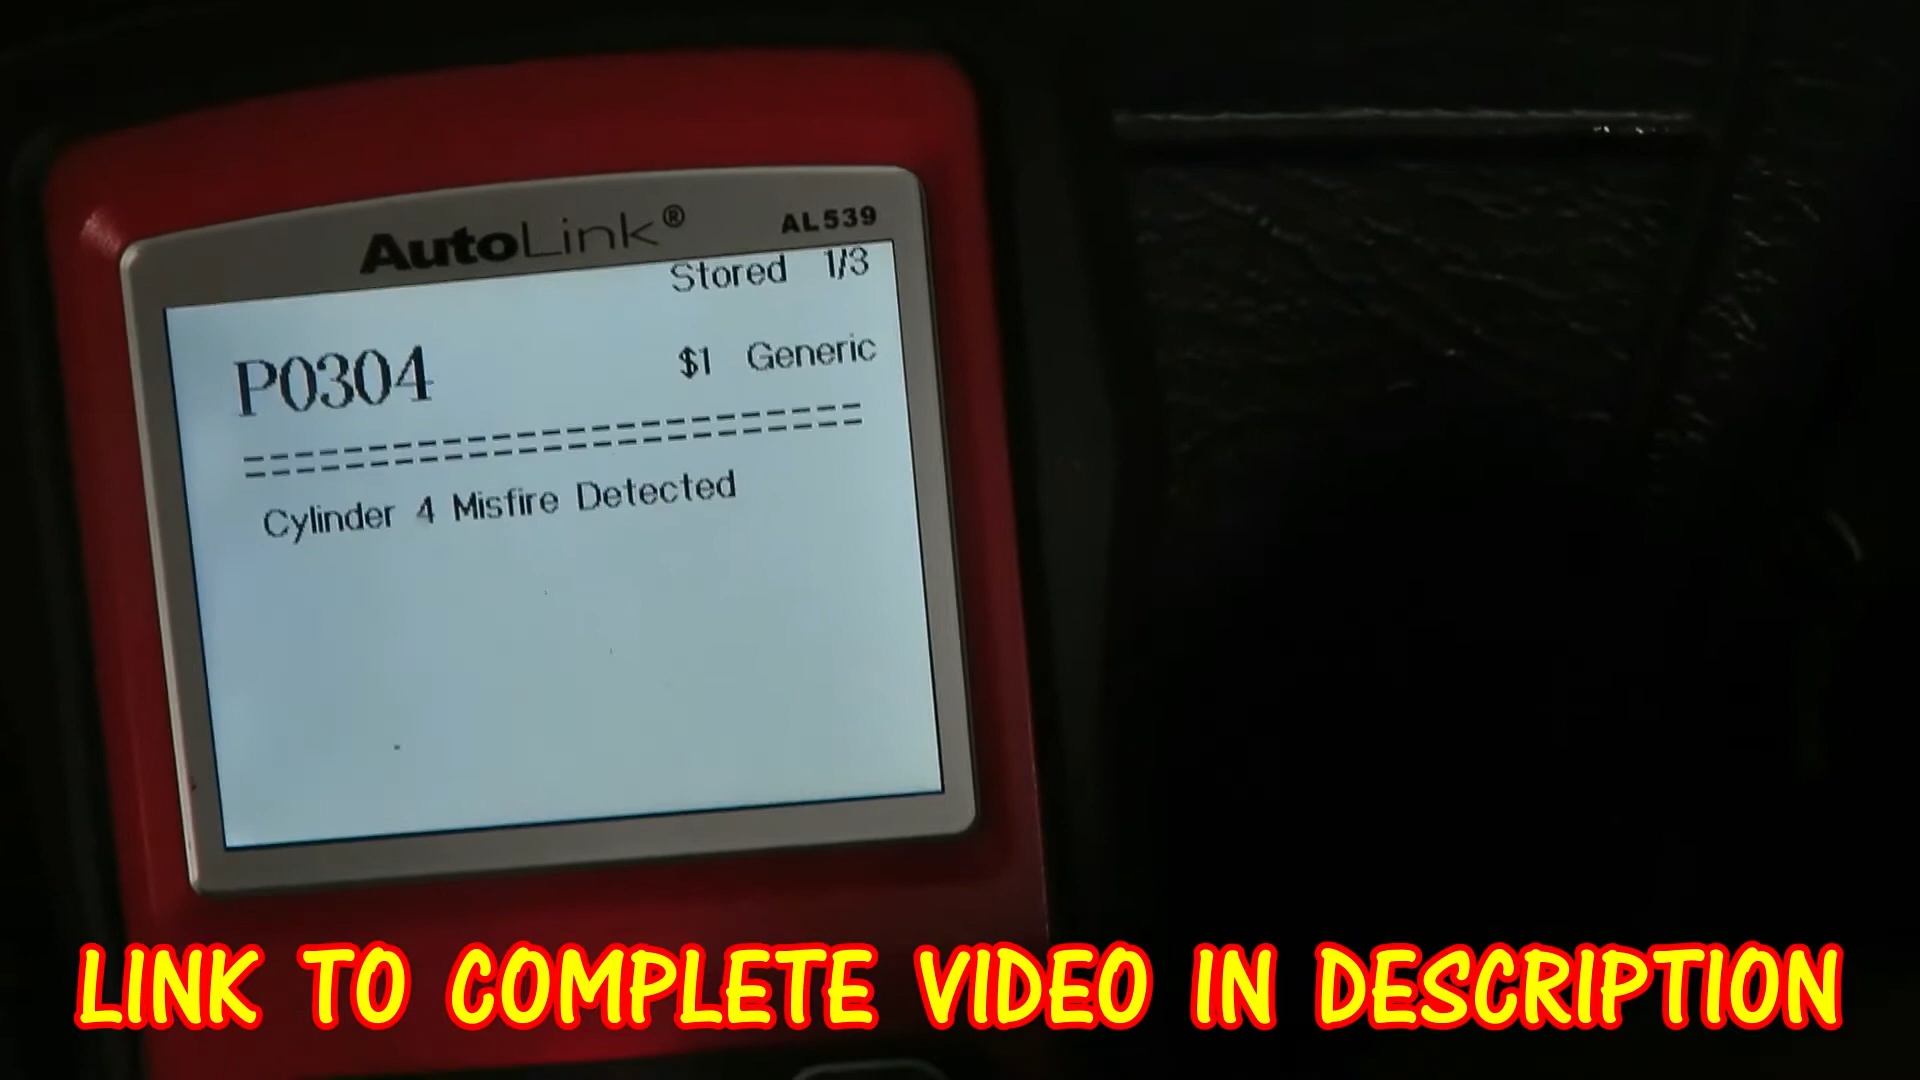 AutoLink® AL539
Stored 1/3
P0304 $1 Generic
========================
Cylinder 4 Misfire Detected
LINK TO COMPLETE VIDEO IN DESCRIPTION